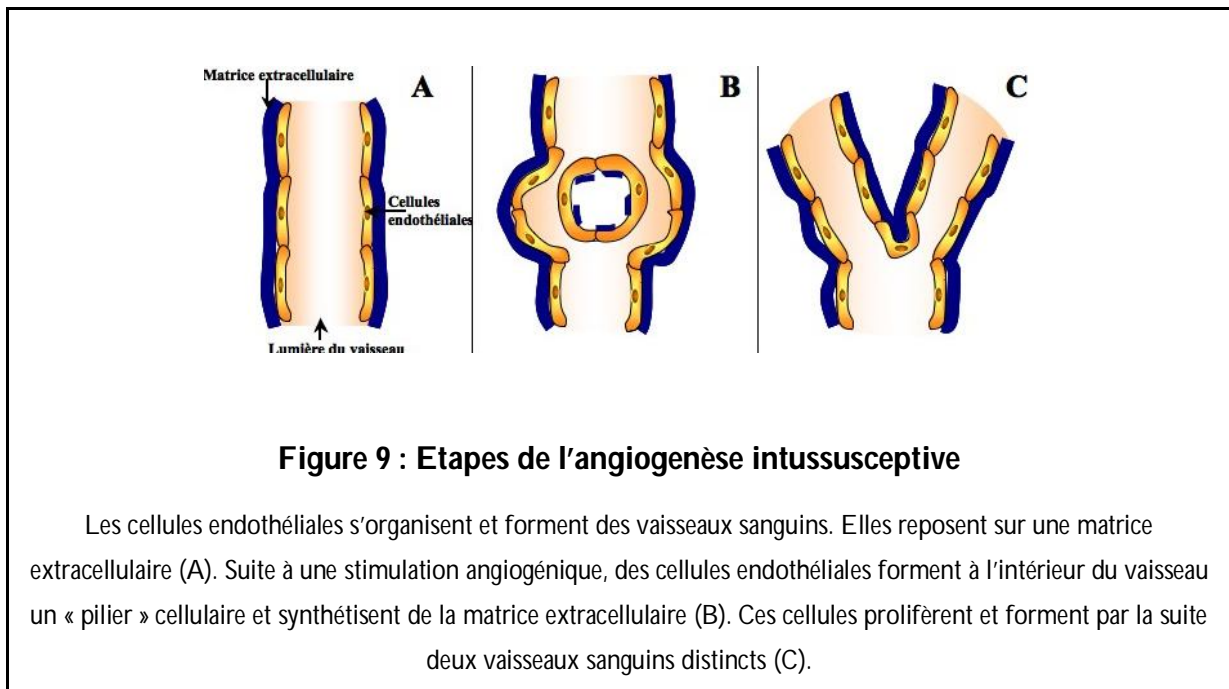 Matrice extracellulaire
A
B
C
Cellules
endothéliales
Lumière du vaisseau
Figure 9 : Etapes de l'angiogenèse intussusceptive
Les cellules endothéliales s'organisent et forment des vaisseaux sanguins. Elles reposent sur une matrice
extracellulaire (A). Suite à une stimulation angiogénique, des cellules endothéliales forment à l'intérieur du vaisseau
un « pilier » cellulaire et synthétisent de la matrice extracellulaire (B). Ces cellules prolifèrent et forment par la suite
deux vaisseaux sanguins distincts (C).